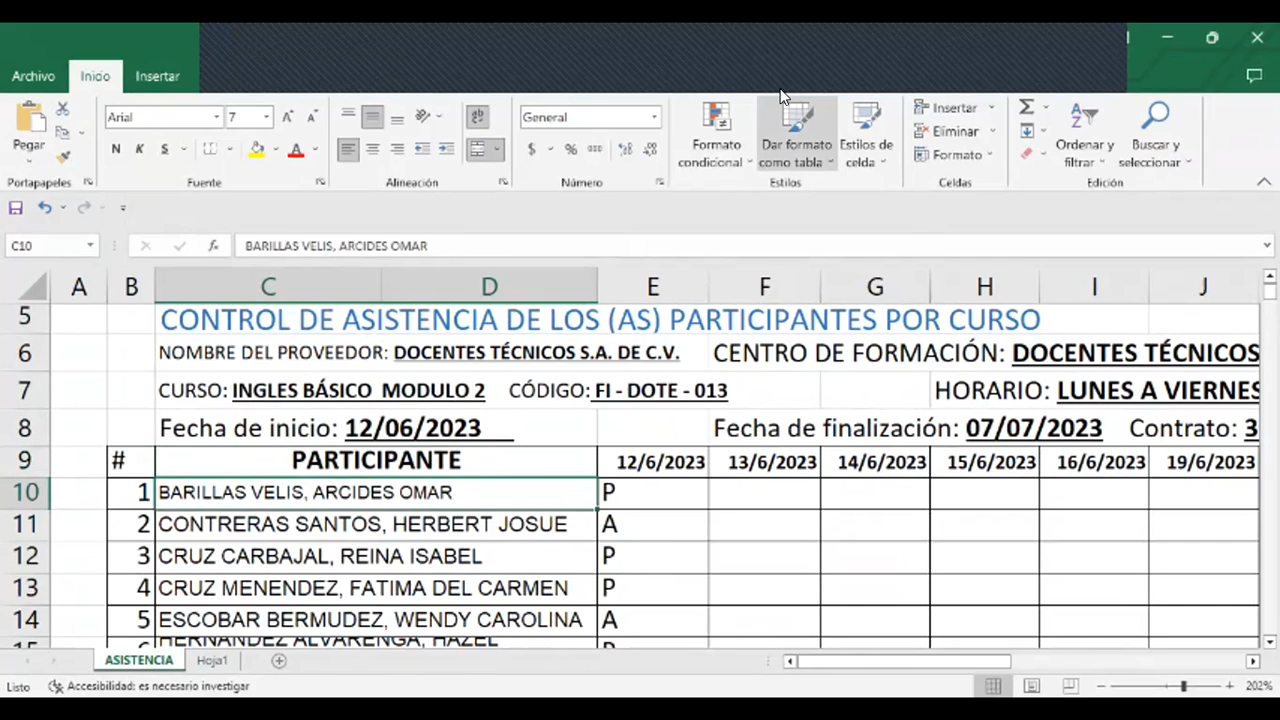 Archivo Inicio Insertar
Pegar
Arial 7
N K S A
General
$ % 000
Formato condicional
Dar formato como tabla
Estilos de celda
Insertar
Eliminar
Formato
Ordenar y filtrar
Buscar y seleccionar
Portapapeles Fuente Alineación Número Estilos Celdas Edición
C10 fx BARILLAS VELIS, ARCIDES OMAR
A B C D E F G H I J
5 CONTROL DE ASISTENCIA DE LOS (AS) PARTICIPANTES POR CURSO
6 NOMBRE DEL PROVEEDOR: DOCENTES TÉCNICOS S.A. DE C.V. CENTRO DE FORMACIÓN: DOCENTES TÉCNICOS
7 CURSO: INGLES BÁSICO MODULO 2 CÓDIGO: FI - DOTE - 013 HORARIO: LUNES A VIERNES
8 Fecha de inicio: 12/06/2023 Fecha de finalización: 07/07/2023 Contrato: 3
9 # PARTICIPANTE 12/6/2023 13/6/2023 14/6/2023 15/6/2023 16/6/2023 19/6/2023
10 1 BARILLAS VELIS, ARCIDES OMAR P
11 2 CONTRERAS SANTOS, HERBERT JOSUE A
12 3 CRUZ CARBAJAL, REINA ISABEL P
13 4 CRUZ MENENDEZ, FATIMA DEL CARMEN P
14 5 ESCOBAR BERMUDEZ, WENDY CAROLINA A
15 6 HERNANDEZ ALVARENGA, HAZEL
ASISTENCIA Hoja1
Listo Accesibilidad: es necesario investigar 202%